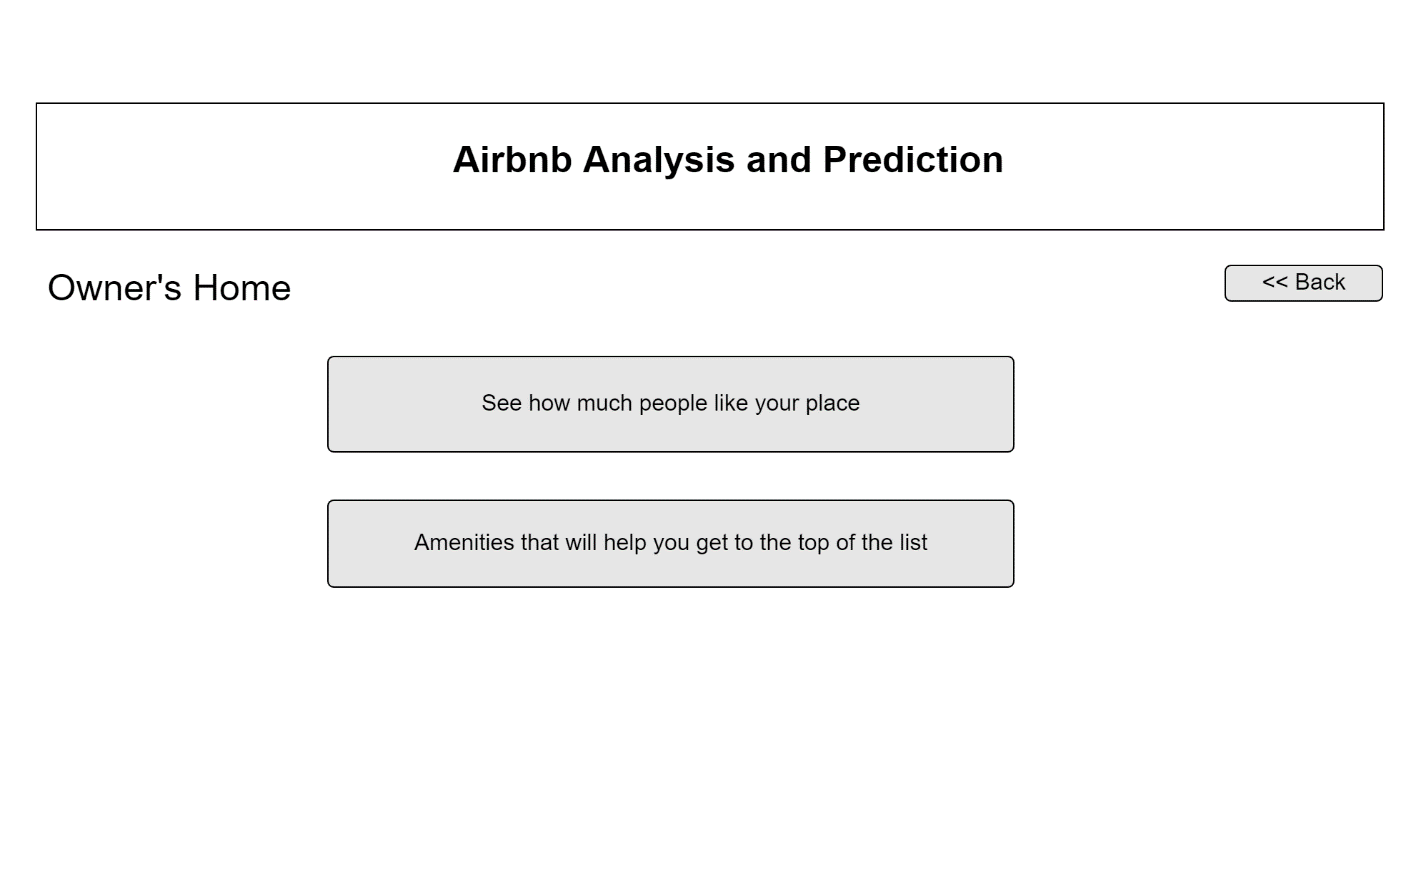 Airbnb Analysis and Prediction
Owner's Home
<< Back
See how much people like your place
Amenities that will help you get to the top of the list